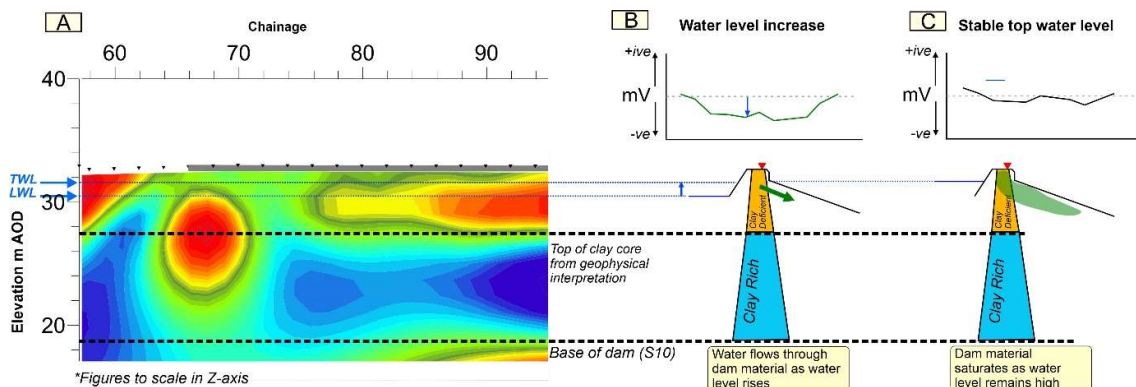 A
Chainage
60
70
80
90
40
30
20
TWL
LWL
Elevation m AOD
*Figures to scale in Z-axis
Top of clay core
from geophysical
interpretation
Base of dam (S10)
B
Water level increase
+ive
mV
-ve
Clay
Deficient
Clay Rich
Water flows through
dam material as water
level rises
C
Stable top water level
+ive
mV
-ve
Clay
Deficient
Clay Rich
Dam material
saturates as water
level remains high